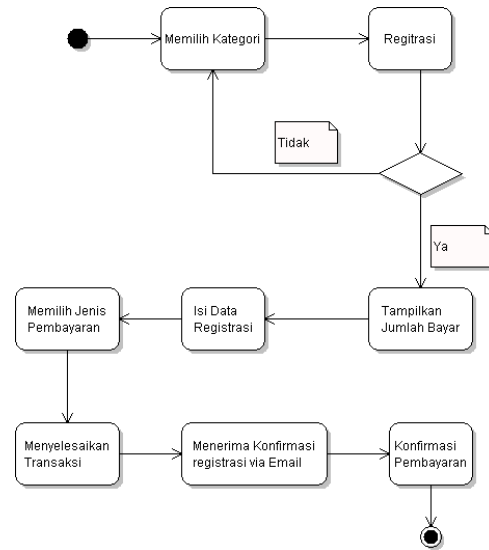 Memilih Kategori
Regitrasi
Tidak
Ya
Tampilkan
Jumlah Bayar
Isi Data
Registrasi
Memilih Jenis
Pembayaran
Menyelesaikan
Transaksi
Menerima Konfirmasi
registrasi via Email
Konfirmasi
Pembayaran